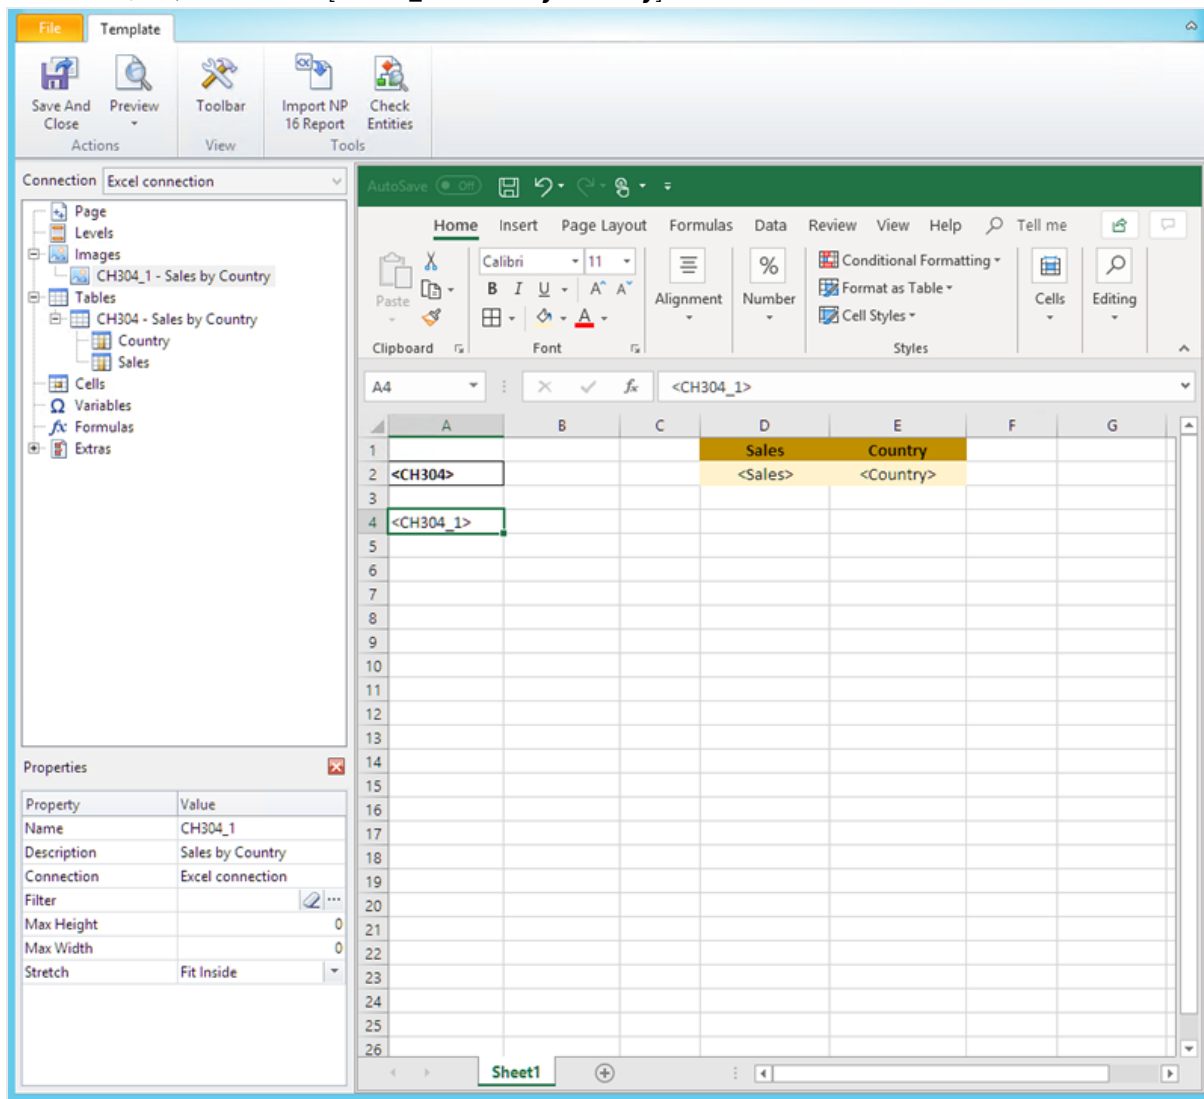 File Template
Save And Close
Preview
Toolbar
Import NP 16 Report
Check Entities
Actions View Tools
Connection Excel connection
Page
Levels
Images
CH304_1 - Sales by Country
Tables
CH304 - Sales by Country
Country
Sales
Cells
Variables
Formulas
Extras
Properties
Property Value
Name CH304_1
Description Sales by Country
Connection Excel connection
Filter
Max Height 0
Max Width 0
Stretch Fit Inside
AutoSave Off
Home Insert Page Layout Formulas Data Review View Help Tell me
Paste
Calibri 11
B I U A A A
Alignment
% Number
Conditional Formatting
Format as Table
Cell Styles
Cells
Editing
Clipboard Font Styles
A4 fx <CH304_1>
A B C D E F G
1 Sales Country
2 <CH304> <Sales> <Country>
3
4 <CH304_1>
5
6
7
8
9
10
11
12
13
14
15
16
17
18
19
20
21
22
23
24
25
26
Sheet1